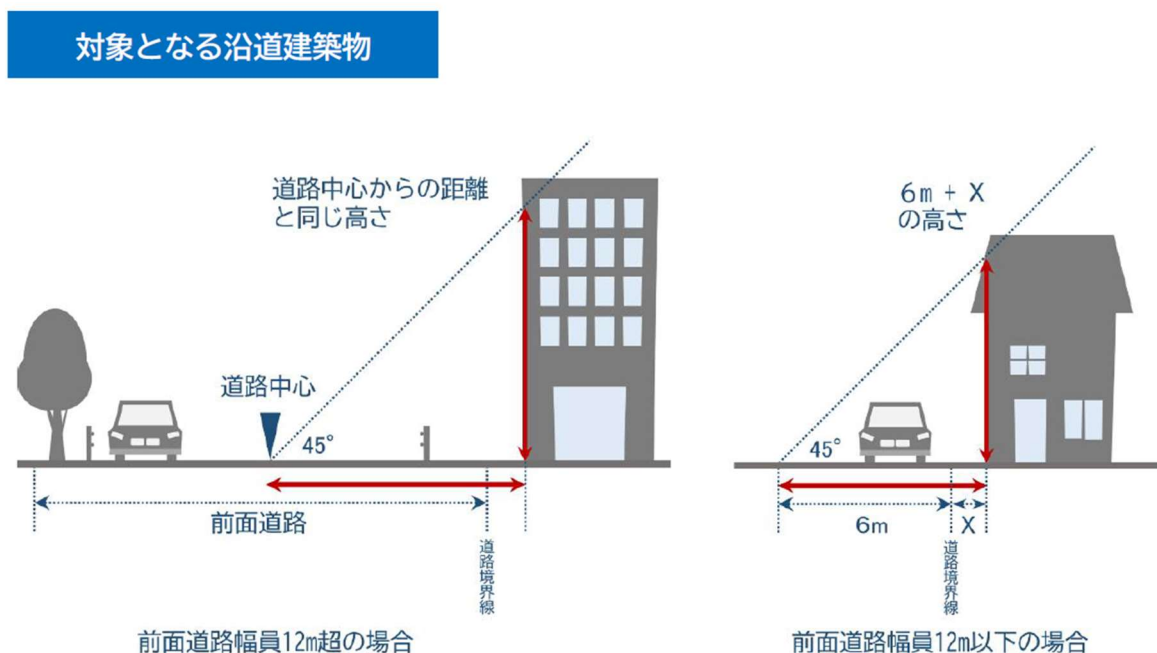 対象となる沿道建築物
道路中心からの距離
と同じ高さ
道路中心
45°
前面道路
道路境界線
前面道路幅員12m超の場合
6m + X
の高さ
45°
6m
X
道路境界線
前面道路幅員12m以下の場合